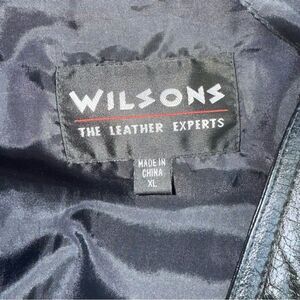 WILSONS
THE LEATHER EXPERTS
MADE IN
CHINA
XL